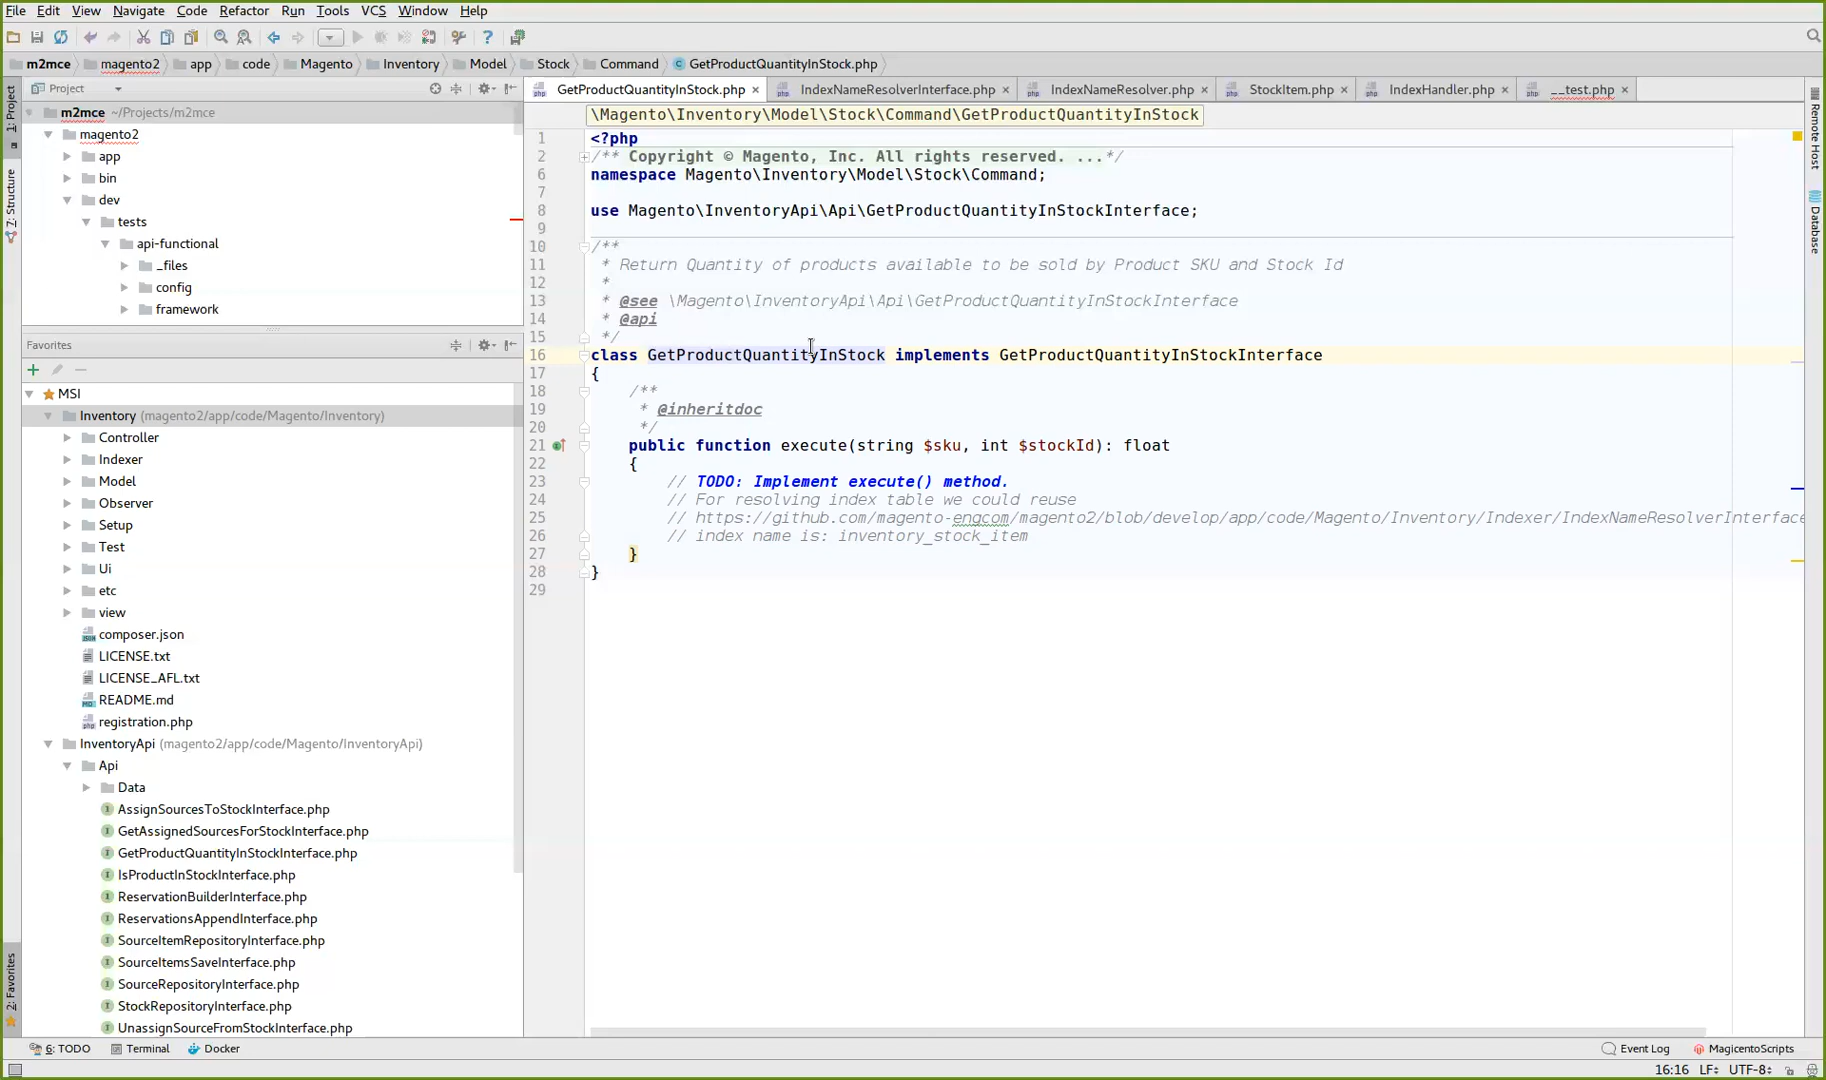 File Edit View Navigate Code Refactor Run Tools VCS Window Help
m2mce magento2 app code Magento Inventory Model Stock Command GetProductQuantityInStock.php
Project
GetProductQuantityInStock.php IndexNameResolverInterface.php IndexNameResolver.php StockItem.php IndexHandler.php __test.php
\Magento\Inventory\Model\Stock\Command\GetProductQuantityInStock
m2mce ~/Projects/m2mce
magento2
app
bin
dev
tests
api-functional
_files
config
framework
Favorites
MSI
Inventory (magento2/app/code/Magento/Inventory)
Controller
Indexer
Model
Observer
Setup
Test
Ui
etc
view
composer.json
LICENSE.txt
LICENSE_AFL.txt
README.md
registration.php
InventoryApi (magento2/app/code/Magento/InventoryApi)
Api
Data
AssignSourcesToStockInterface.php
GetAssignedSourcesForStockInterface.php
GetProductQuantityInStockInterface.php
IsProductInStockInterface.php
ReservationBuilderInterface.php
ReservationsAppendInterface.php
SourceItemRepositoryInterface.php
SourceItemsSaveInterface.php
SourceRepositoryInterface.php
StockRepositoryInterface.php
UnassignSourceFromStockInterface.php
1 <?php
2 /** Copyright © Magento, Inc. All rights reserved. ...*/
6 namespace Magento\Inventory\Model\Stock\Command;
7
8 use Magento\InventoryApi\Api\GetProductQuantityInStockInterface;
9
10 /**
11 * Return Quantity of products available to be sold by Product SKU and Stock Id
12 *
13 * @see \Magento\InventoryApi\Api\GetProductQuantityInStockInterface
14 * @api
15 */
16 class GetProductQuantityInStock implements GetProductQuantityInStockInterface
17 {
18 /**
19 * @inheritdoc
20 */
21 public function execute(string $sku, int $stockId): float
22 {
23 // TODO: Implement execute() method.
24 // For resolving index table we could reuse
25 // https://github.com/magento-engcom/magento2/blob/develop/app/code/Magento/Inventory/Indexer/IndexNameResolverInterface
26 // index name is: inventory_stock_item
27 }
28 }
29
1: Project
7: Structure
2: Favorites
Remote Host
Database
6: TODO Terminal Docker Event Log MagicentoScripts
16:16 LF UTF-8